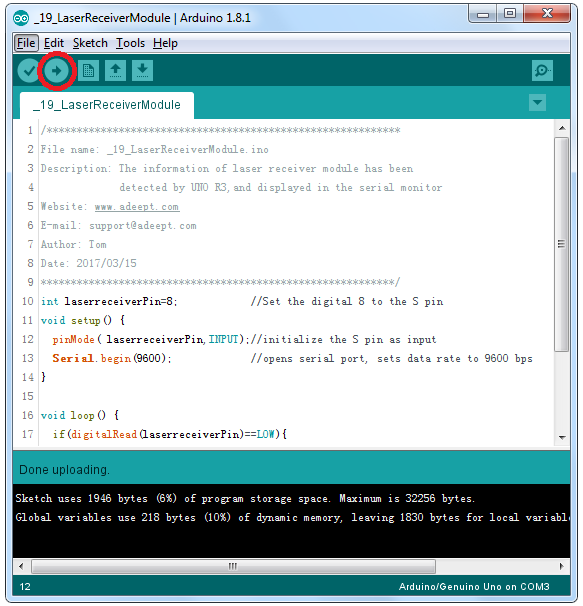 _19_LaserReceiverModule | Arduino 1.8.1
File Edit Sketch Tools Help
_19_LaserReceiverModule
1 /***********************************************************
2 File name: _19_LaserReceiverModule.ino
3 Description: The information of laser receiver module has been
4 detected by UNO R3,and displayed in the serial monitor
5 Website: www.adeept.com
6 E-mail: support@adeept.com
7 Author: Tom
8 Date: 2017/03/15
9 ***********************************************************/
10 int laserreceiverPin=8; //Set the digital 8 to the S pin
11 void setup() {
12 pinMode( laserreceiverPin,INPUT);//initialize the S pin as input
13 Serial.begin(9600); //opens serial port, sets data rate to 9600 bps
14 }
15
16 void loop() {
17 if(digitalRead(laserreceiverPin)==LOW){
Done uploading.
Sketch uses 1946 bytes (6%) of program storage space. Maximum is 32256 bytes.
Global variables use 218 bytes (10%) of dynamic memory, leaving 1830 bytes for local variabl
12 Arduino/Genuino Uno on COM3